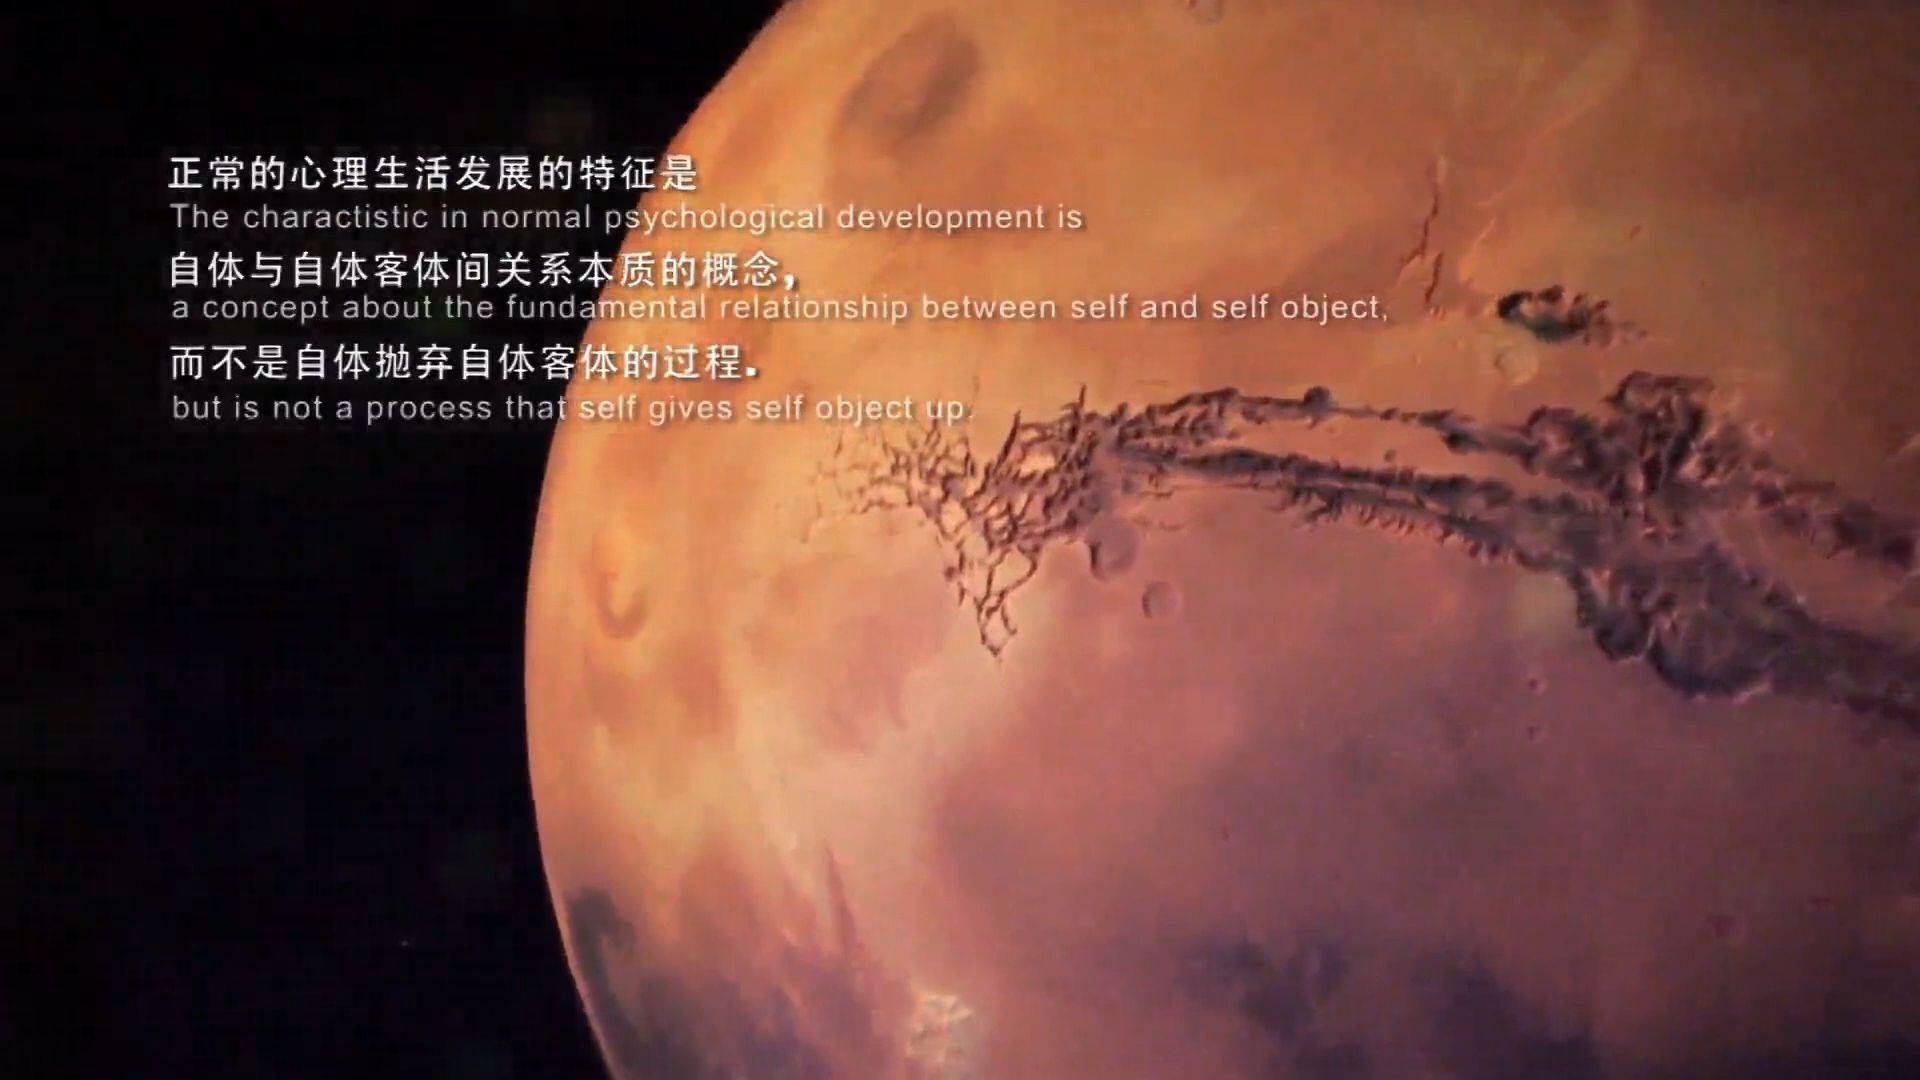 正常的心理生活发展的特征是
The charactistic in normal psychological development is
自体与自体客体间关系本质的概念，
a concept about the fundamental relationship between self and self object,
而不是自体抛弃自体客体的过程.
but is not a process that self gives self object up.